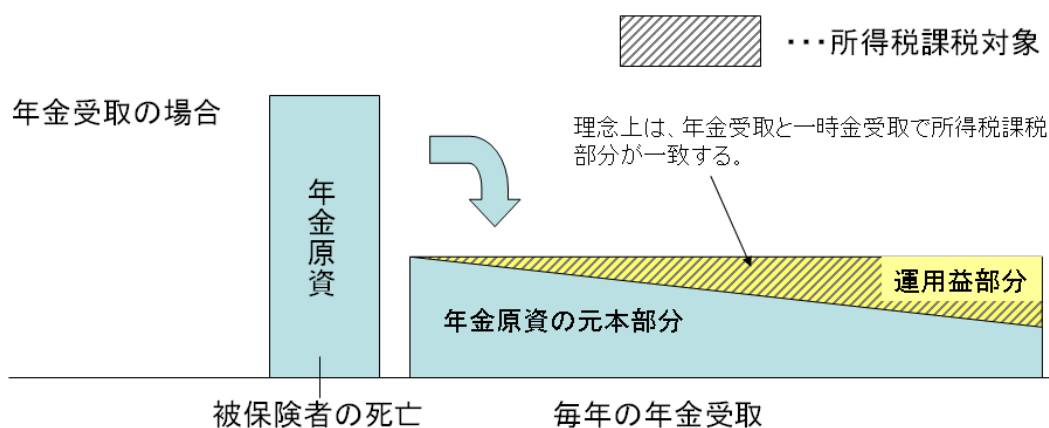 ・・・所得税課税対象
年金受取の場合
理念上は、年金受取と一時金受取で所得税課税
部分が一致する。
年金原資
運用益部分
年金原資の元本部分
被保険者の死亡
毎年の年金受取